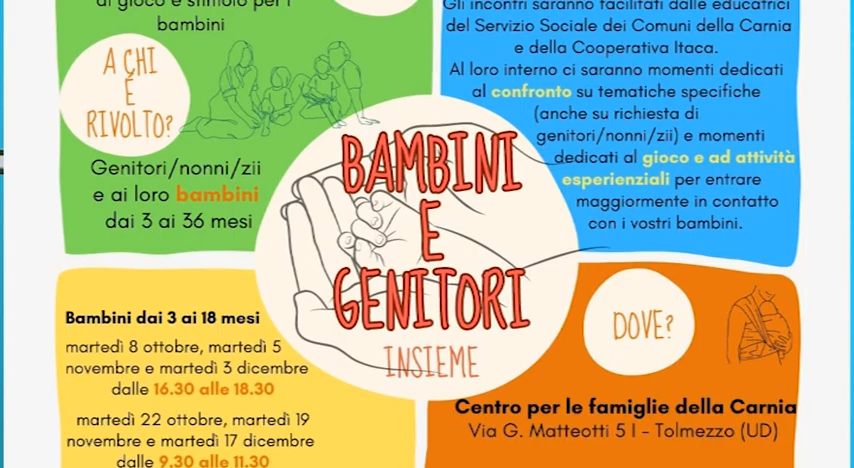 di gioco e stimolo per i
bambini
A CHI
É
RIVOLTO?
Genitori/nonni/zii
e ai loro bambini
dai 3 ai 36 mesi
Gli incontri saranno facilitati dalle educatrici
del Servizio Sociale dei Comuni della Carnia
e della Cooperativa Itaca.
Al loro interno ci saranno momenti dedicati
al confronto su tematiche specifiche
(anche su richiesta di
genitori/nonni/zii) e momenti
dedicati al gioco e ad attività
esperienziali per entrare
maggiormente in contatto
con i vostri bambini.
BAMBINI
E
GENITORI
INSIEME
Bambini dai 3 ai 18 mesi
martedì 8 ottobre, martedì 5
novembre e martedì 3 dicembre
dalle 16.30 alle 18.30
martedì 22 ottobre, martedì 19
novembre e martedì 17 dicembre
dalle 9.30 alle 11.30
DOVE?
Centro per le famiglie della Carnia
Via G. Matteotti 51 - Tolmezzo (UD)